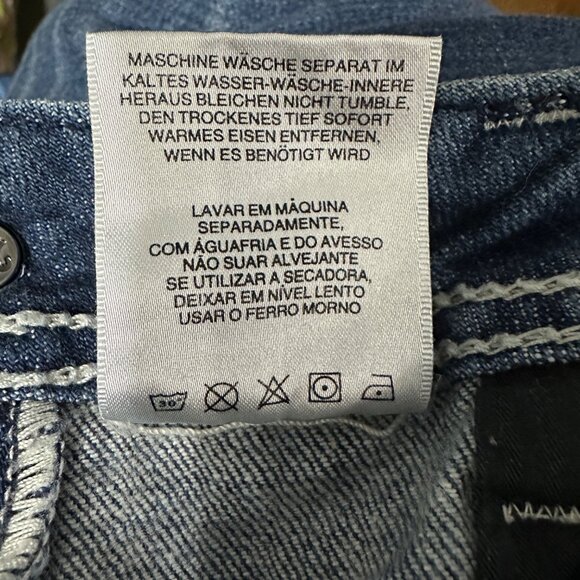 MASCHINE WÄSCHE SEPARAT IM
KALTES WASSER-WÄSCHE-INNERE
HERAUS BLEICHEN NICHT TUMBLE,
DEN TROCKENES TIEF SOFORT
WARMES EISEN ENTFERNEN,
WENN ES BENÖTIGT WIRD
LAVAR EM MÁQUINA
SEPARADAMENTE,
COM ÁGUAFRIA E DO AVESSO
NÃO SUAR ALVEJANTE
SE UTILIZAR A SECADORA,
DEIXAR EM NÍVEL LENTO
USAR O FERRO MORNO